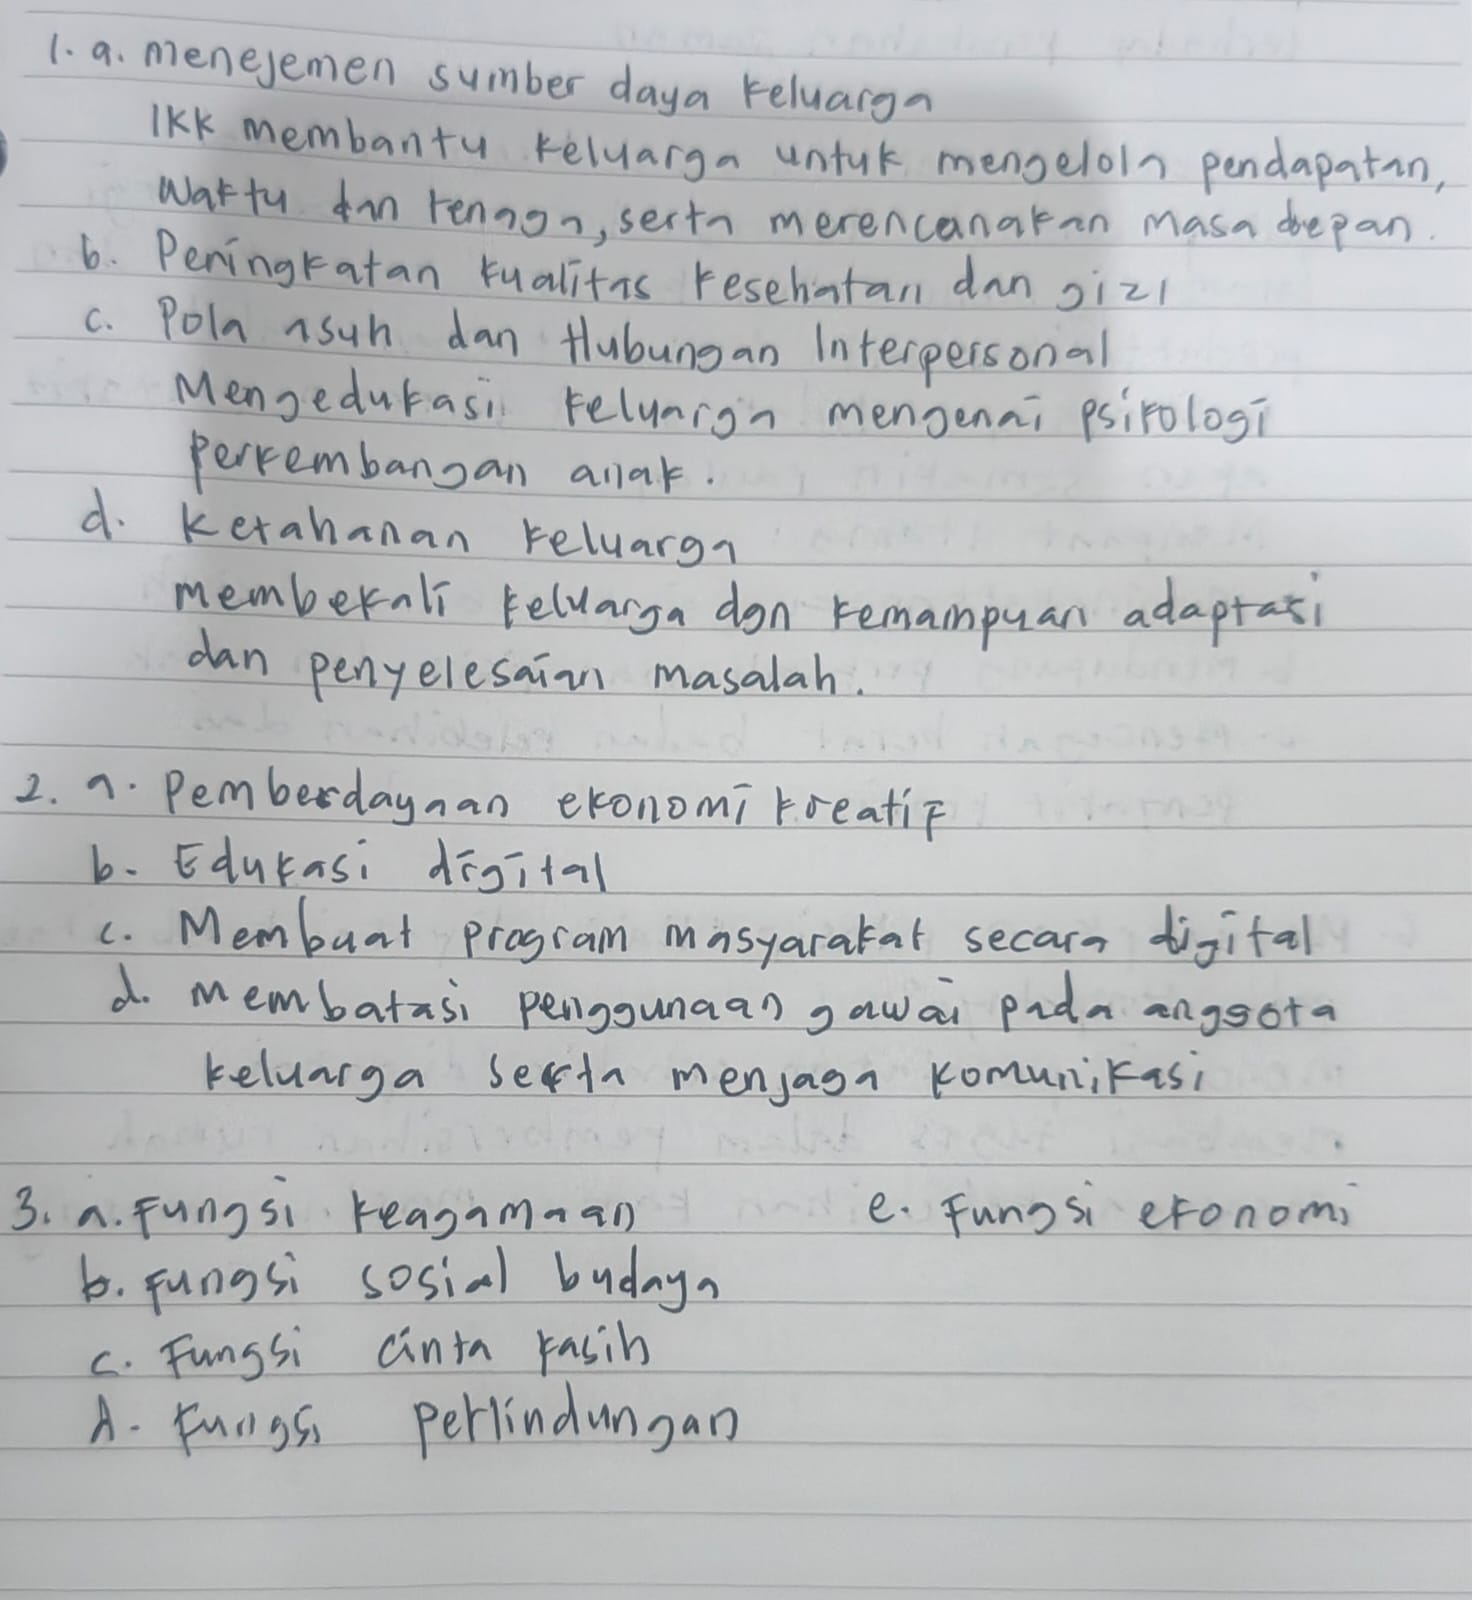 1. a. Menejemen sumber daya keluarga
IKK membantu keluarga untuk mengelola pendapatan,
Waktu dan tenaga, serta merencanakan masa depan.
b. Peningkatan kualitas kesehatan dan gizi
c. Pola asuh dan Hubungan Interpersonal
Mengedukasi keluarga mengenai psikologi
perkembangan anak.
d. Ketahanan keluarga
membekali keluarga dgn kemampuan adaptasi
dan penyelesaian masalah.
2. a. Pemberdayaan ekonomi kreatif
b. Edukasi digital
c. Membuat program masyarakat secara digital
d. Membatasi penggunaan gawai pada anggota
keluarga serta menjaga komunikasi
3. a. Fungsi keagamaan
e. Fungsi ekonomi
b. Fungsi sosial budaya
c. Fungsi cinta kasih
d. Fungsi perlindungan